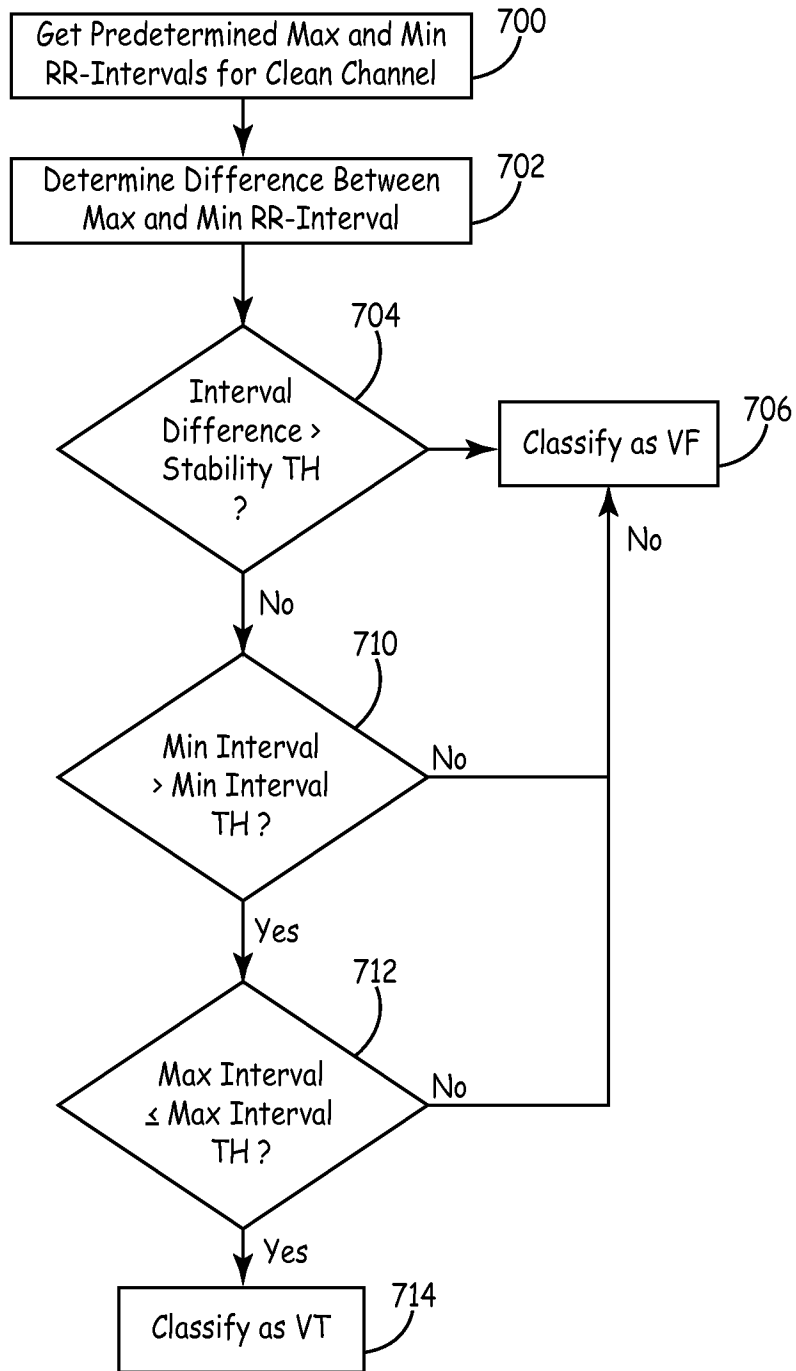 Get Predetermined Max and Min
RR-Intervals for Clean Channel
700
Determine Difference Between
Max and Min RR-Interval
702
704
Interval
Difference >
Stability TH
?
706
Classify as VF
No
No
710
Min Interval
> Min Interval
TH ?
No
Yes
712
Max Interval
≤ Max Interval
TH ?
No
Yes
714
Classify as VT